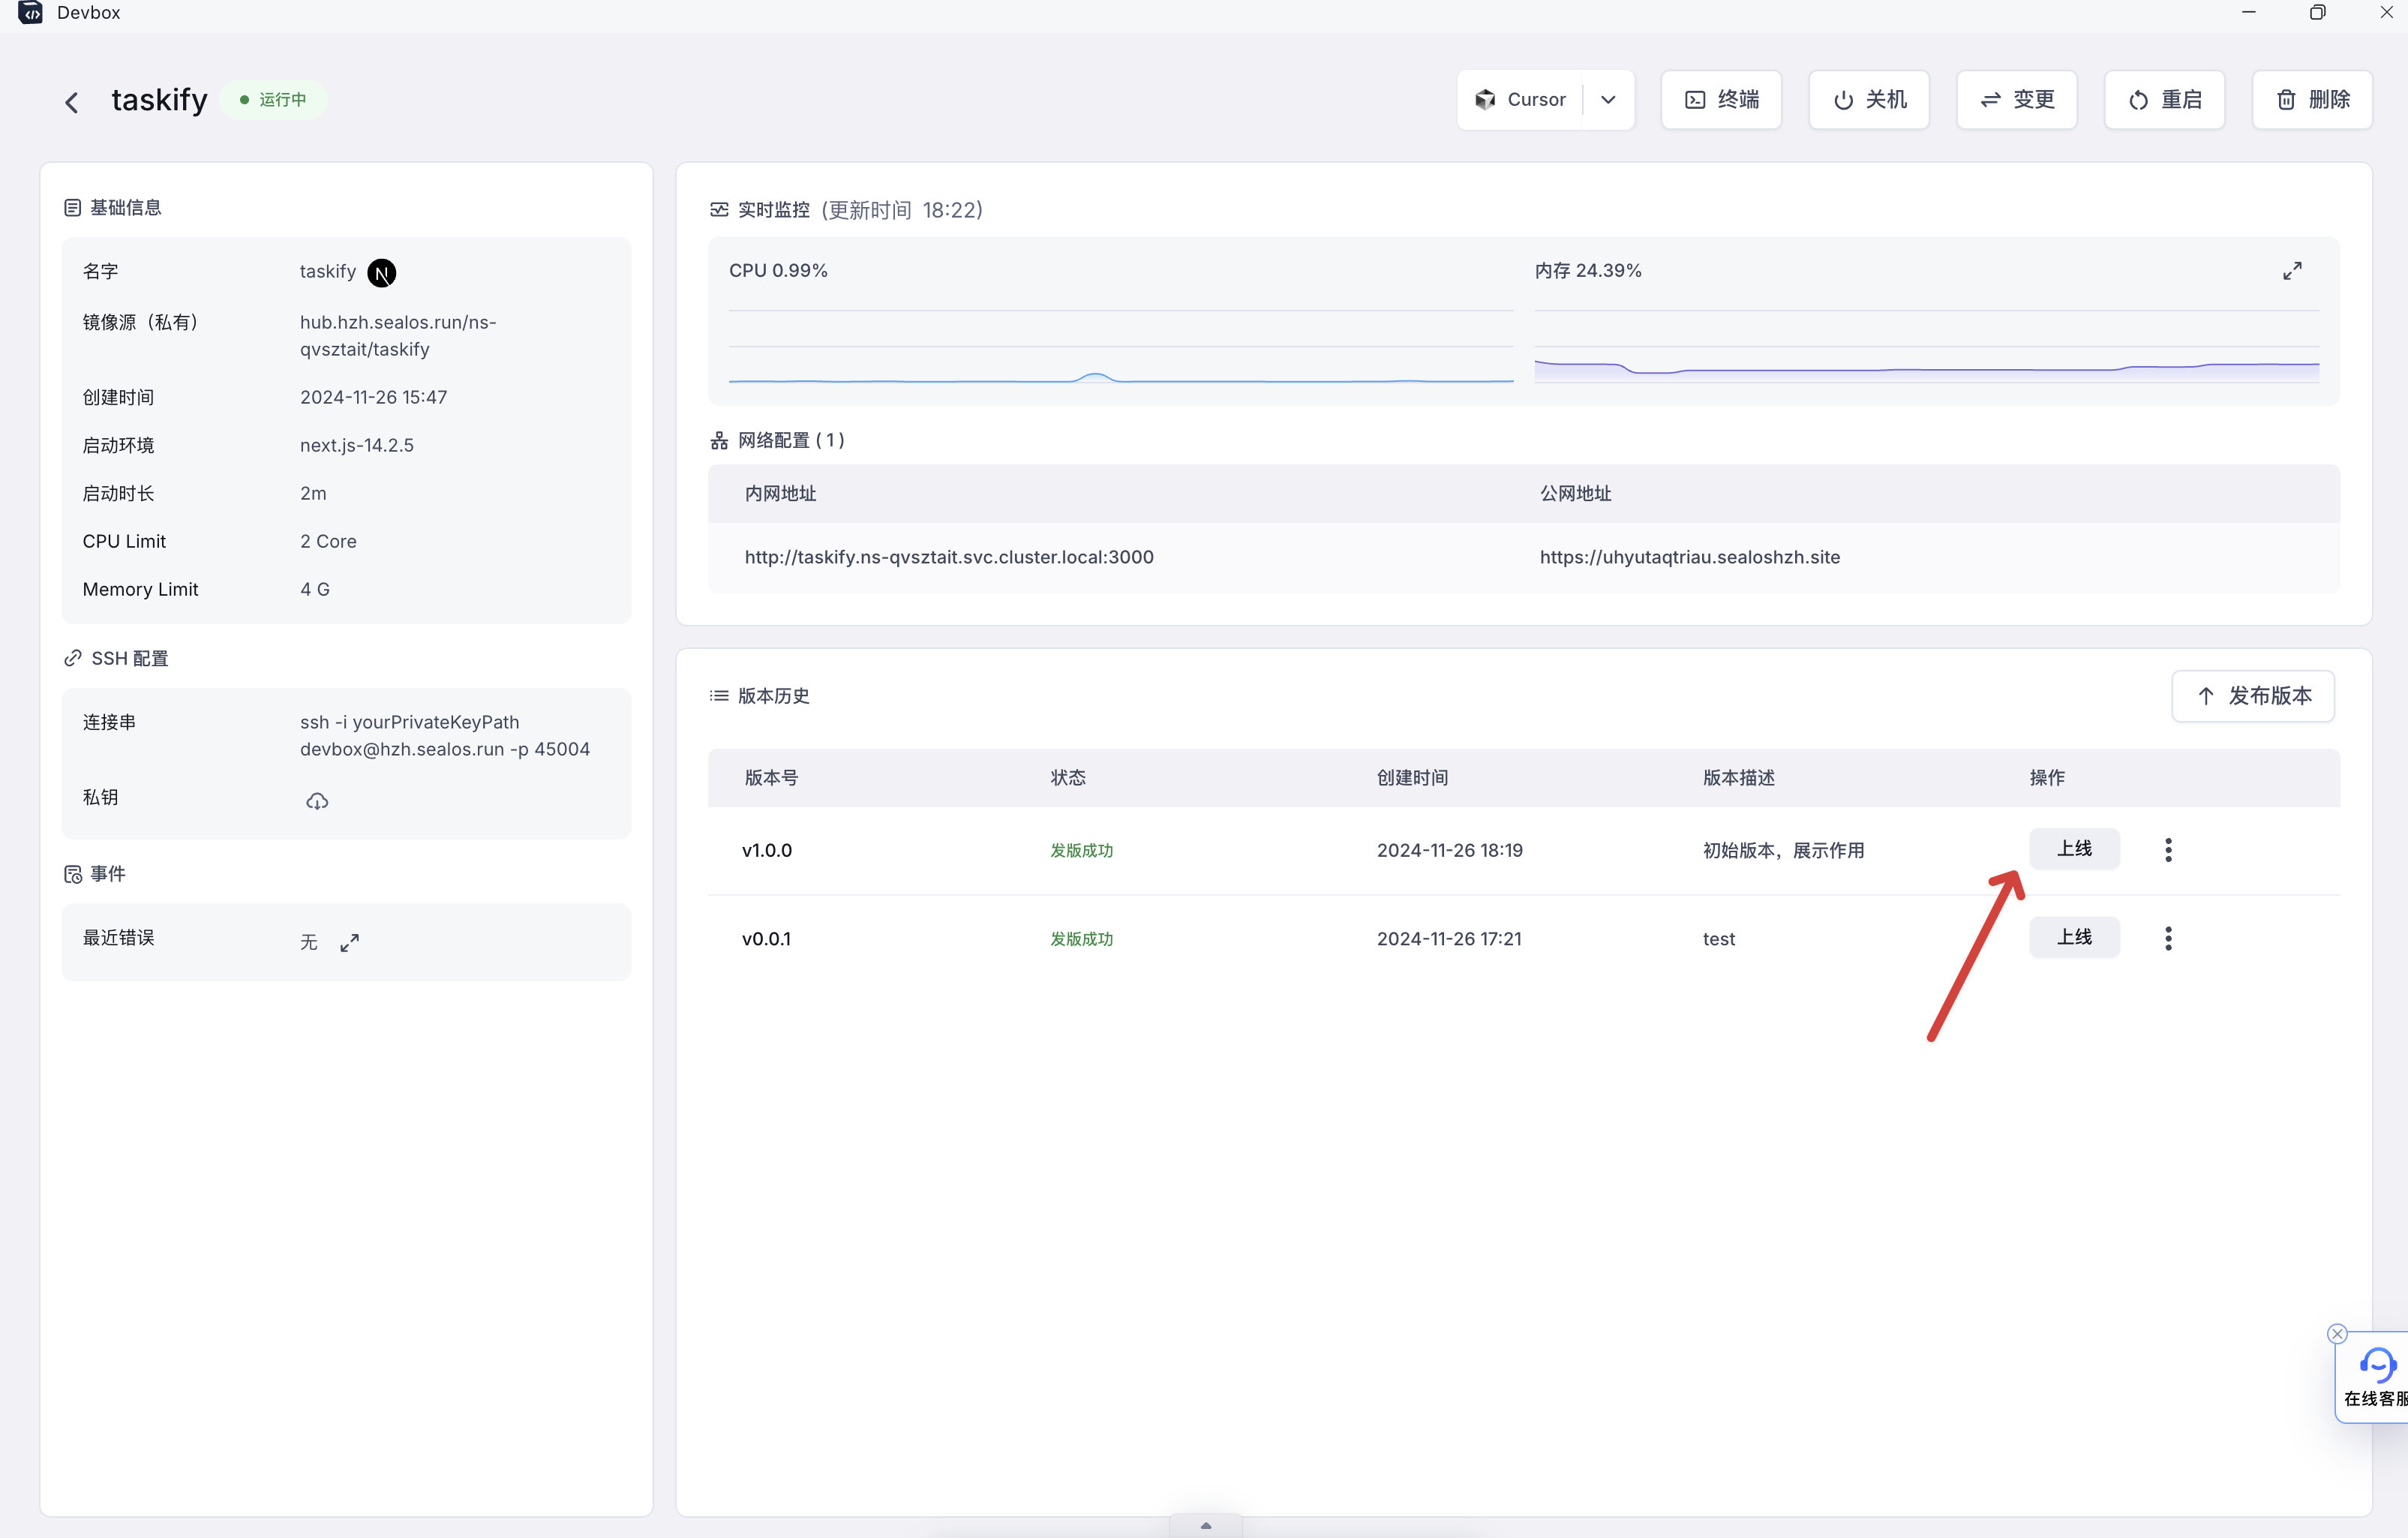 Devbox
taskify
运行中
Cursor
终端
关机
变更
重启
删除
基础信息
名字 taskify N
镜像源（私有） hub.hzh.sealos.run/ns-
qvsztait/taskify
创建时间 2024-11-26 15:47
启动环境 next.js-14.2.5
启动时长 2m
CPU Limit 2 Core
Memory Limit 4 G
SSH 配置
连接串 ssh -i yourPrivateKeyPath
devbox@hzh.sealos.run -p 45004
私钥
事件
最近错误 无
实时监控 (更新时间 18:22)
CPU 0.99%
内存 24.39%
网络配置 ( 1 )
内网地址 公网地址
http://taskify.ns-qvsztait.svc.cluster.local:3000 https://uhyutaqtriau.sealoshzh.site
版本历史
发布版本
版本号 状态 创建时间 版本描述 操作
v1.0.0 发版成功 2024-11-26 18:19 初始版本，展示作用 上线
v0.0.1 发版成功 2024-11-26 17:21 test 上线
在线客服